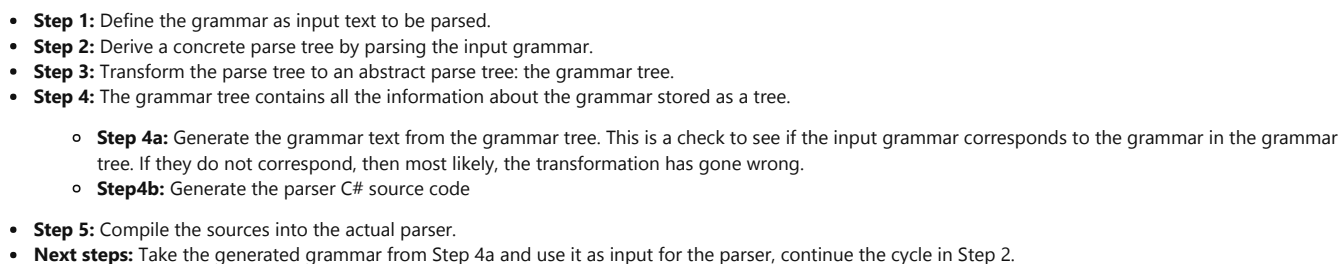 • Step 1: Define the grammar as input text to be parsed.
• Step 2: Derive a concrete parse tree by parsing the input grammar.
• Step 3: Transform the parse tree to an abstract parse tree: the grammar tree.
• Step 4: The grammar tree contains all the information about the grammar stored as a tree.
○ Step 4a: Generate the grammar text from the grammar tree. This is a check to see if the input grammar corresponds to the grammar in the grammar
tree. If they do not correspond, then most likely, the transformation has gone wrong.
○ Step4b: Generate the parser C# source code
• Step 5: Compile the sources into the actual parser.
• Next steps: Take the generated grammar from Step 4a and use it as input for the parser, continue the cycle in Step 2.